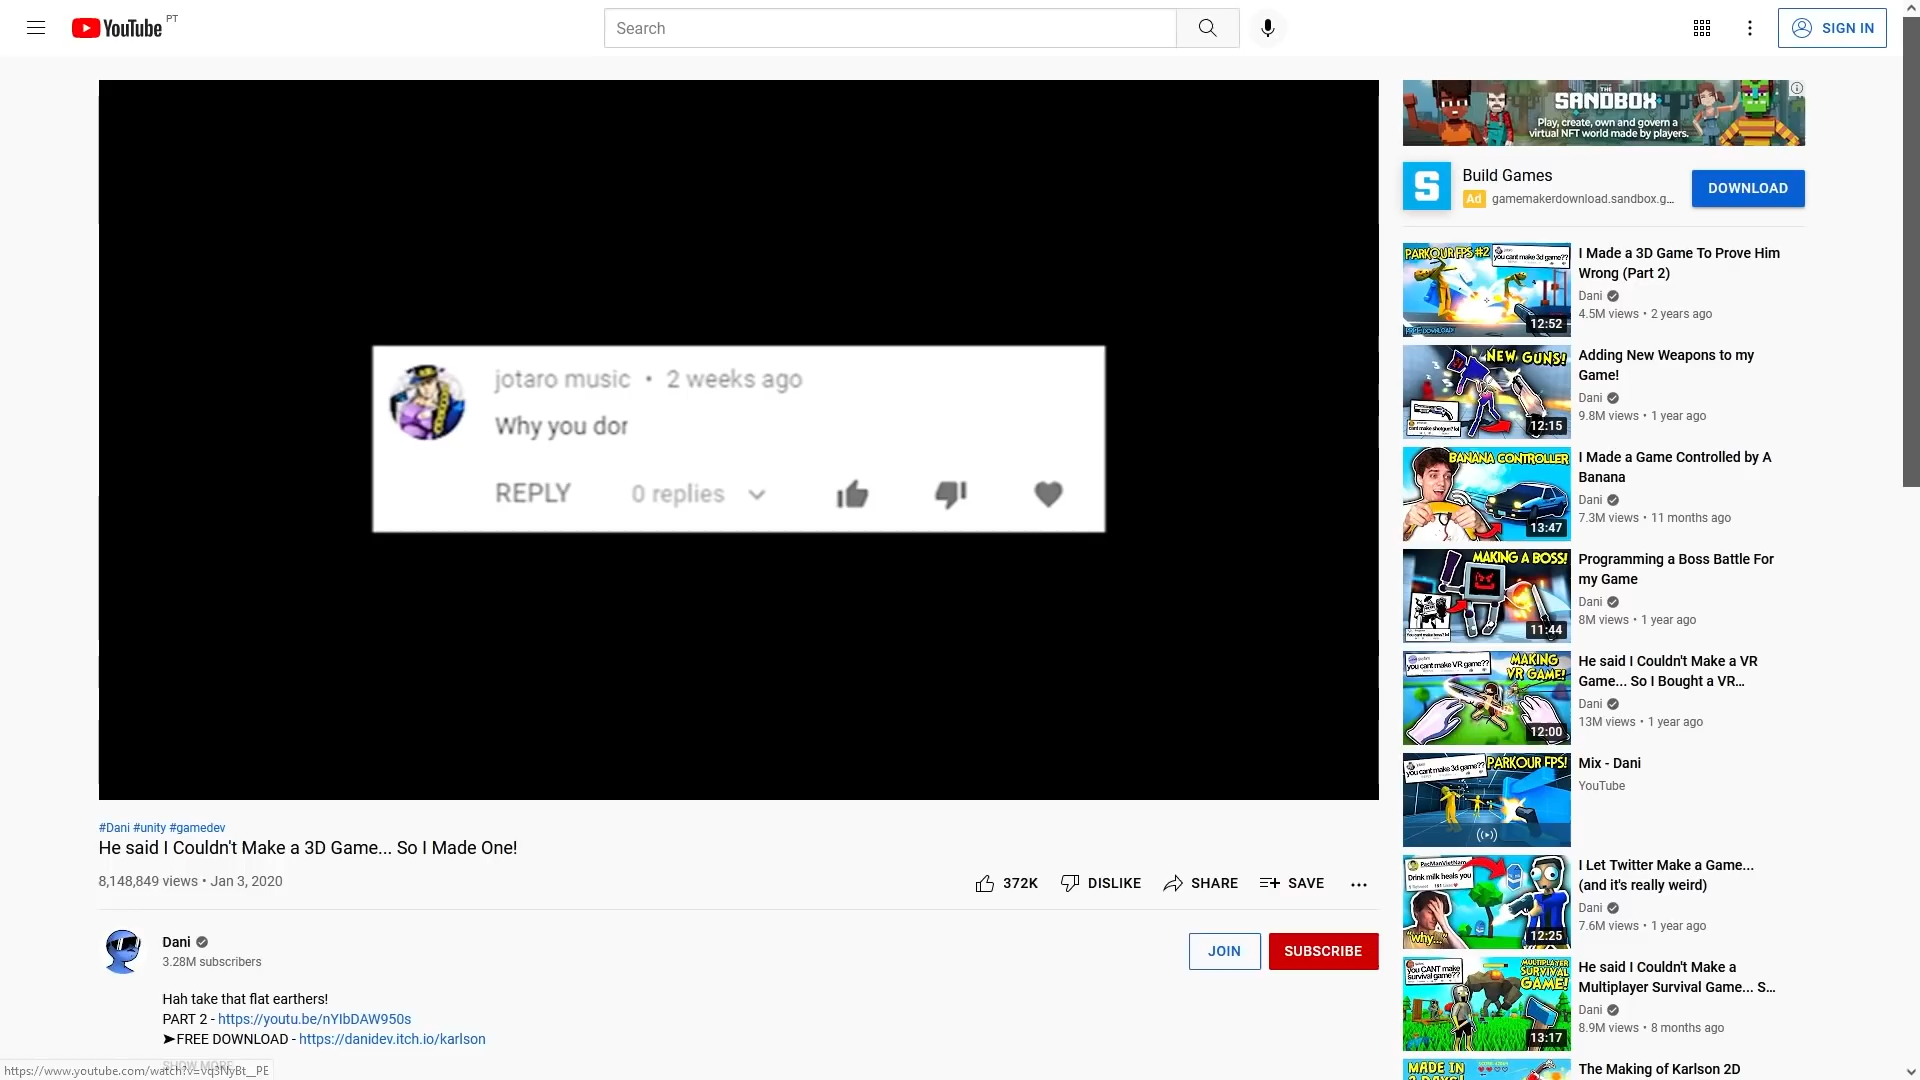 YouTube PT
Search
SIGN IN
jotaro music • 2 weeks ago
Why you dor
REPLY 0 replies
#Dani #unity #gamedev
He said I Couldn't Make a 3D Game... So I Made One!
8,148,849 views • Jan 3, 2020
372K DISLIKE SHARE SAVE
Dani
3.28M subscribers
JOIN SUBSCRIBE
Hah take that flat earthers!
PART 2 - https://youtu.be/nYIbDAW950s
➤FREE DOWNLOAD - https://danidev.itch.io/karlson
SHOW MORE
https://www.youtube.com/watch?v=vq3NyBt__PE
THE
SANDBOX
Play, create, own and govern a
virtual NFT world made by players.
Build Games
Ad gamemakerdownload.sandbox.g...
DOWNLOAD
PARKOUR FPS #2
you cant make 3d game??
12:52
I Made a 3D Game To Prove Him
Wrong (Part 2)
Dani
4.5M views • 2 years ago
NEW GUNS!
cant make shotgun? lol
12:15
Adding New Weapons to my
Game!
Dani
9.8M views • 1 year ago
BANANA CONTROLLER
13:47
I Made a Game Controlled by A
Banana
Dani
7.3M views • 11 months ago
MAKING A BOSS!
11:44
Programming a Boss Battle For
my Game
Dani
8M views • 1 year ago
you cant make VR game??
MAKING
VR GAME!
12:00
He said I Couldn't Make a VR
Game... So I Bought a VR...
Dani
13M views • 1 year ago
you cant make 3d game??
PARKOUR FPS!
Mix - Dani
YouTube
PacManVietNam
Drink milk heals you
"why..."
12:25
I Let Twitter Make a Game...
(and it's really weird)
Dani
7.6M views • 1 year ago
you CANT make
survival game??
MULTIPLAYER
SURVIVAL
GAME!
13:17
He said I Couldn't Make a
Multiplayer Survival Game... S...
Dani
8.9M views • 8 months ago
MADE IN
The Making of Karlson 2D